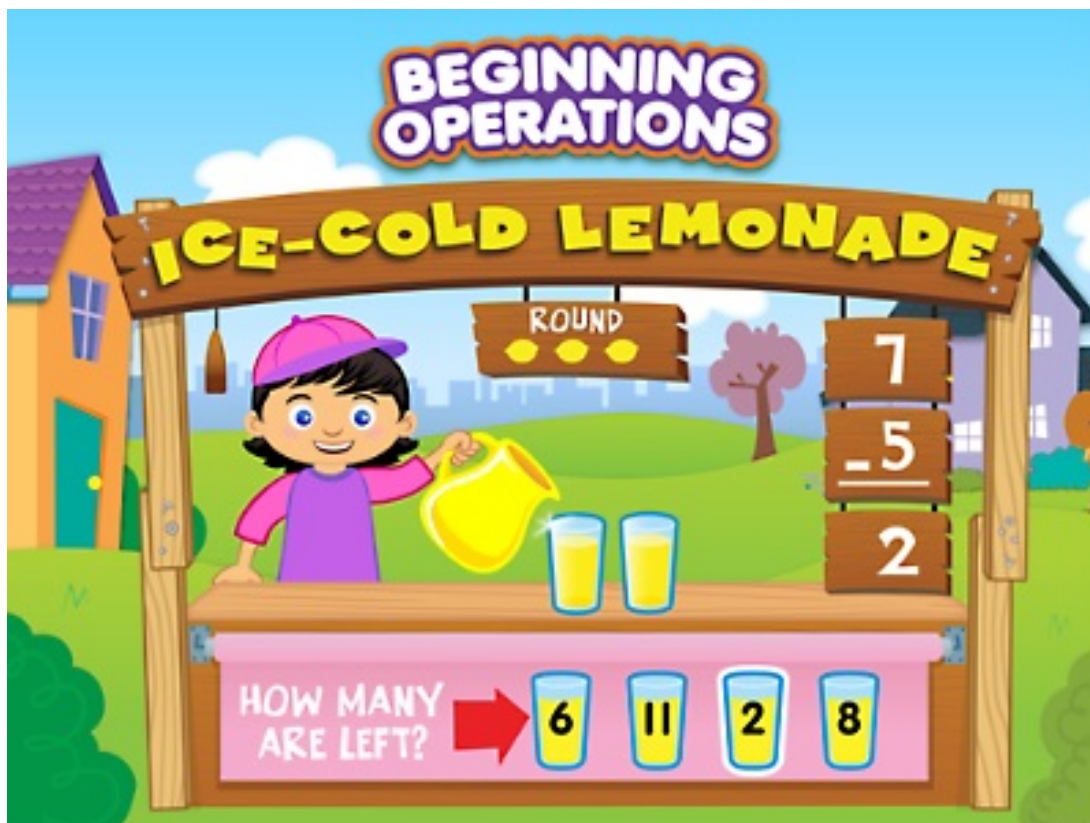 BEGINNING
OPERATIONS
ICE-COLD LEMONADE
ROUND
7
-5
2
HOW MANY
ARE LEFT?
6 11 2 8